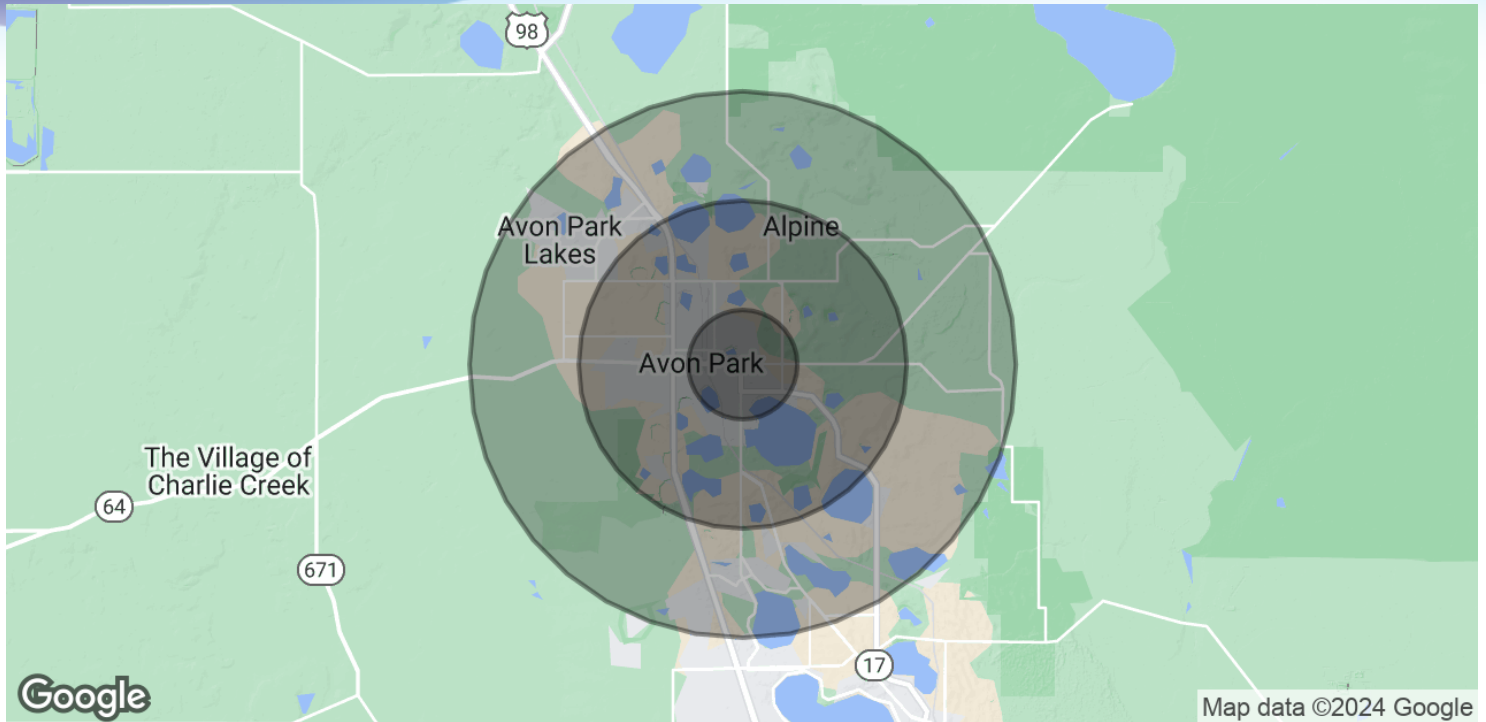 98
Avon Park
Lakes
Alpine
Avon Park
The Village of
Charlie Creek
64
671
17
Google
Map data ©2024 Google